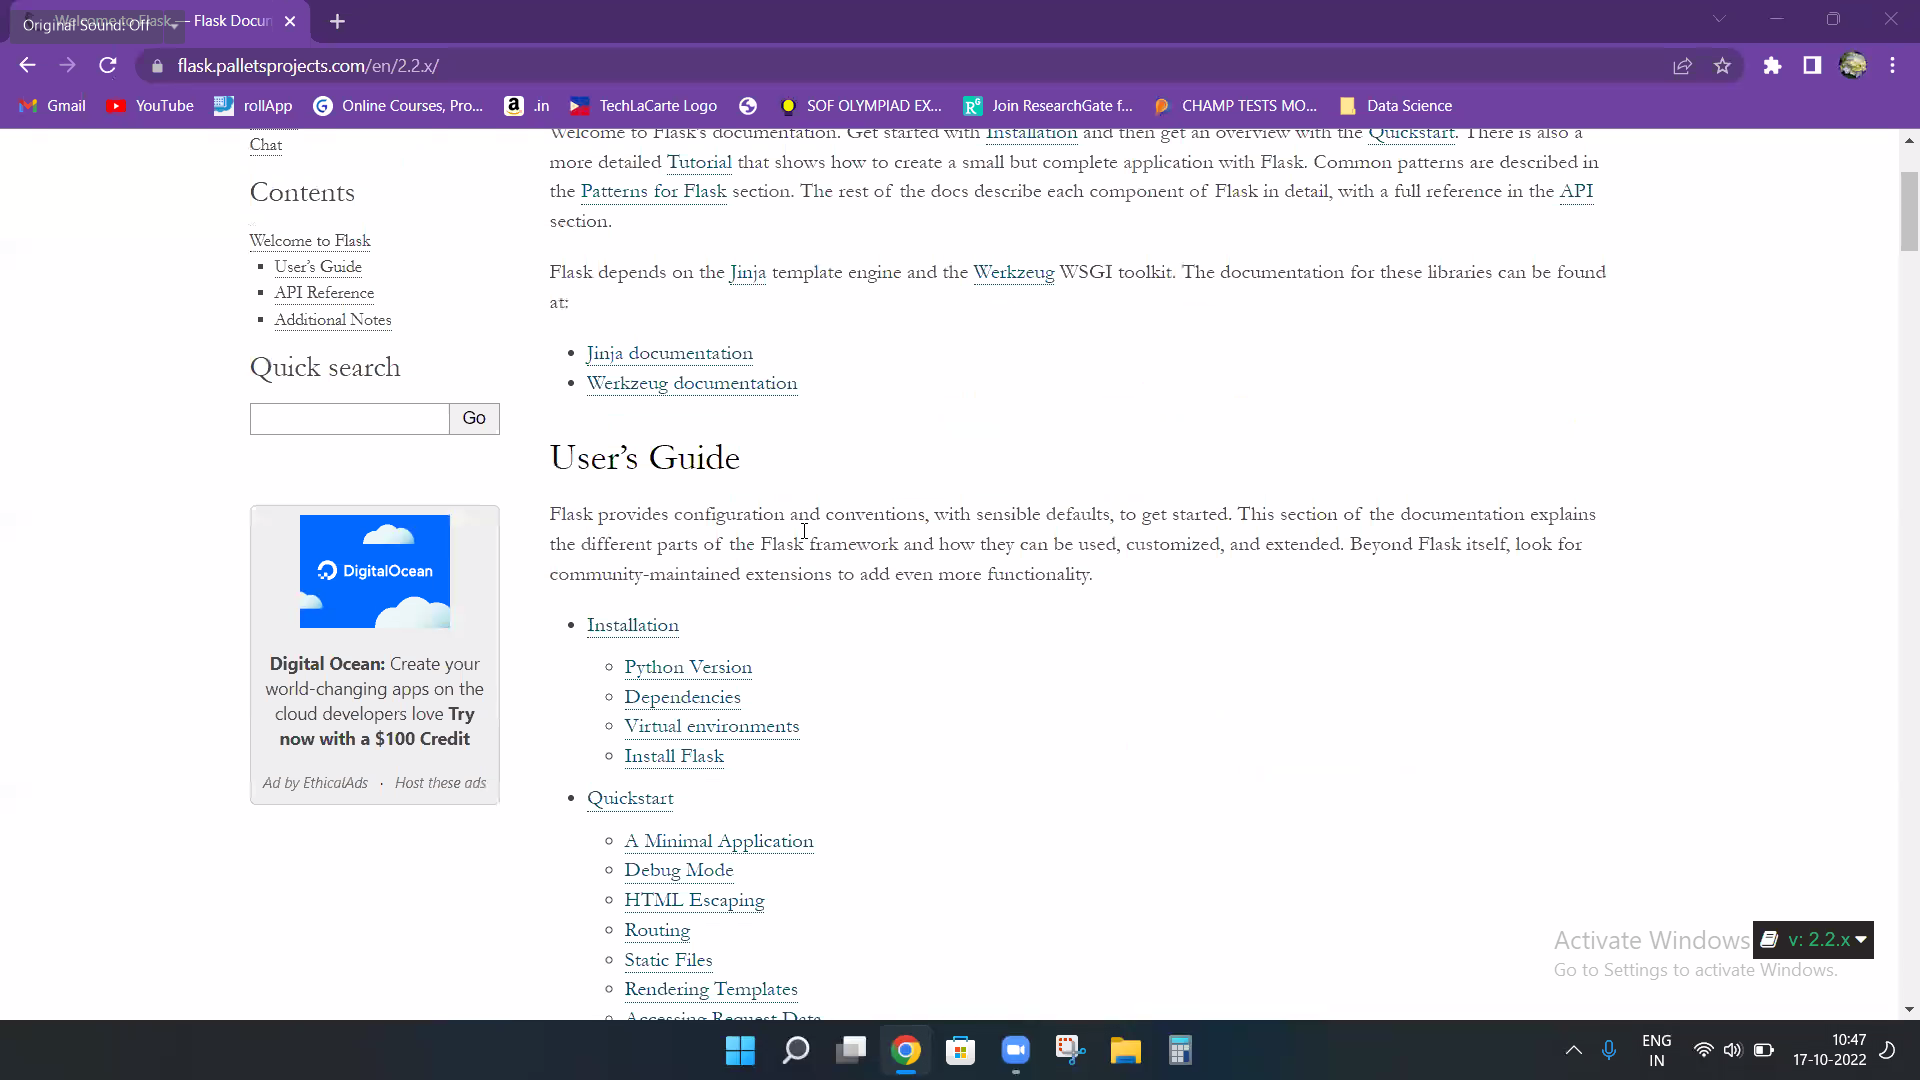 Welcome to Flask — Flask Docum
Original Sound: Off
flask.palletsprojects.com/en/2.2.x/
Gmail
YouTube
rollApp
Online Courses, Pro...
.in
TechLaCarte Logo
SOF OLYMPIAD EX...
Join ResearchGate f...
CHAMP TESTS MO...
Data Science
Chat
Contents
Welcome to Flask
User's Guide
API Reference
Additional Notes
Quick search
Go
DigitalOcean
Digital Ocean: Create your
world-changing apps on the
cloud developers love Try
now with a $100 Credit
Ad by EthicalAds · Host these ads
Welcome to Flask's documentation. Get started with Installation and then get an overview with the Quickstart. There is also a
more detailed Tutorial that shows how to create a small but complete application with Flask. Common patterns are described in
the Patterns for Flask section. The rest of the docs describe each component of Flask in detail, with a full reference in the API
section.
Flask depends on the Jinja template engine and the Werkzeug WSGI toolkit. The documentation for these libraries can be found
at:
Jinja documentation
Werkzeug documentation
User's Guide
Flask provides configuration and conventions, with sensible defaults, to get started. This section of the documentation explains
the different parts of the Flask framework and how they can be used, customized, and extended. Beyond Flask itself, look for
community-maintained extensions to add even more functionality.
Installation
Python Version
Dependencies
Virtual environments
Install Flask
Quickstart
A Minimal Application
Debug Mode
HTML Escaping
Routing
Static Files
Rendering Templates
Accessing Request Data
Activate Windows
Go to Settings to activate Windows.
v: 2.2.x
ENG
IN
10:47
17-10-2022